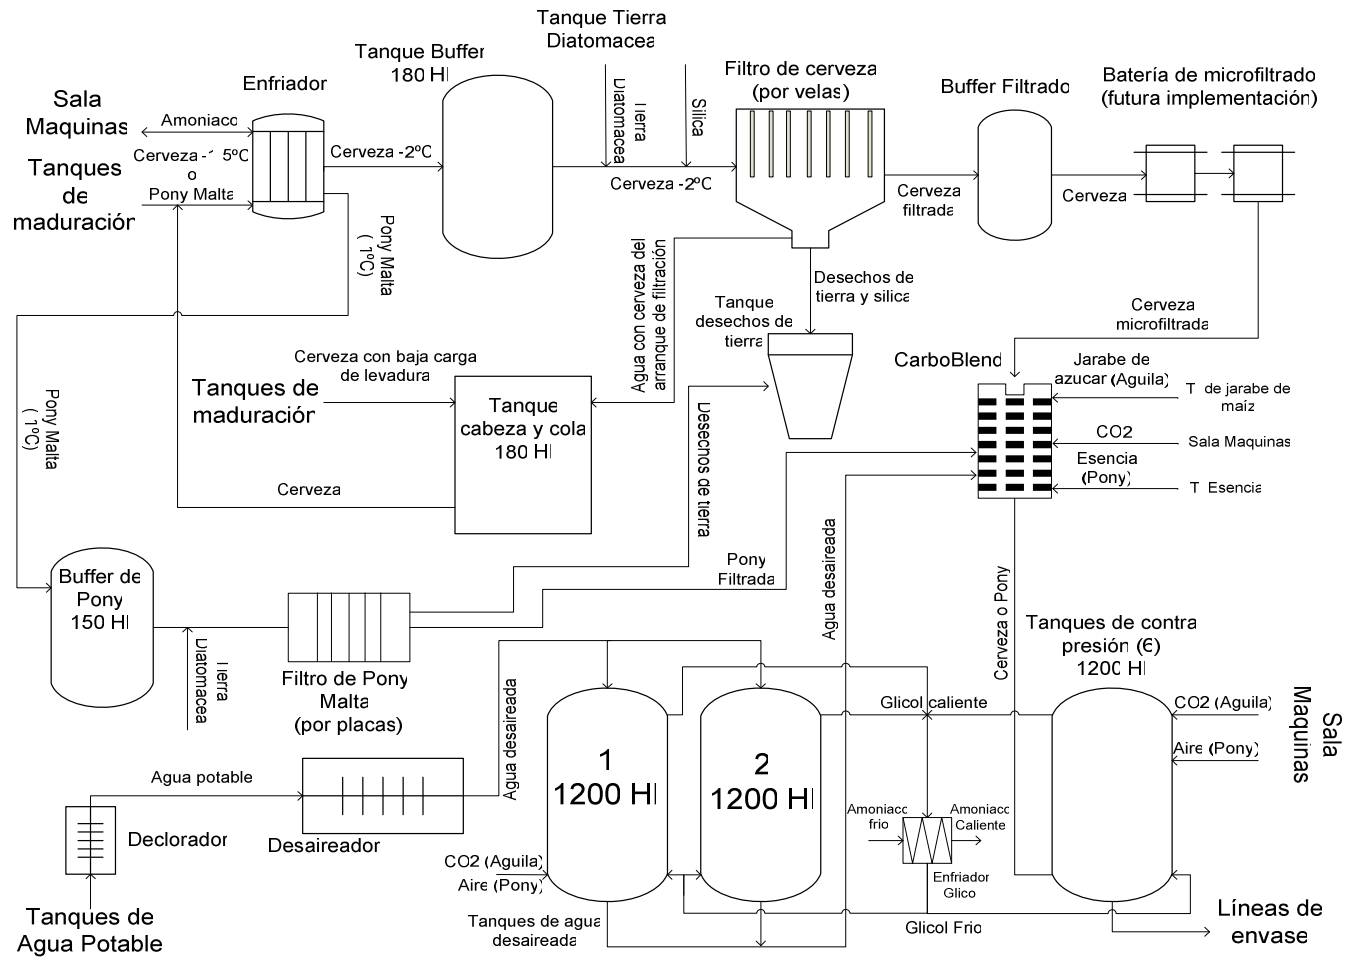 Tanque Tierra
Diatomacea
Tanque Buffer
180 Hl
Enfriador
Sala
Maquinas
Amoniaco
Cerveza -1.5ºC
o
Pony Malta
Tanques
de
maduración
Cerveza -2ºC
Tierra
Diatomacea
Silica
Cerveza -2ºC
Filtro de cerveza
(por velas)
Cerveza
filtrada
Buffer Filtrado
Cerveza
Batería de microfiltrado
(futura implementación)
Pony Malta
( 1ºC)
Agua con cerveza del
arranque de filtración
Desechos de
tierra y silica
Tanque
desechos de
tierra
Cerveza
microfiltrada
CarboBlend
Jarabe de
azucar (Aguila)
T de jarabe de
maíz
CO2
Sala Maquinas
Esencia
(Pony)
T Esencia
Cerveza con baja carga
de levadura
Tanques de
maduración
Tanque
cabeza y cola
180 Hl
Cerveza
Pony Malta
( 1ºC)
Desechos de tierra
Buffer de
Pony
150 Hl
Tierra
Diatomacea
Filtro de Pony
Malta
(por placas)
Pony
Filtrada
Agua desaireada
Cerveza o Pony
Tanques de contra
presión (6)
1200 Hl
CO2 (Aguila)
Aire (Pony)
Sala
Maquinas
Agua potable
Declorador
Desaireador
Tanques de
Agua Potable
Agua desaireada
1
1200 Hl
2
1200 Hl
Glicol caliente
Amoniaco
frio
Amoniaco
Caliente
Enfriador
Glico
Glicol Frio
CO2 (Aguila)
Aire (Pony)
Tanques de agua
desaireada
Líneas de
envase